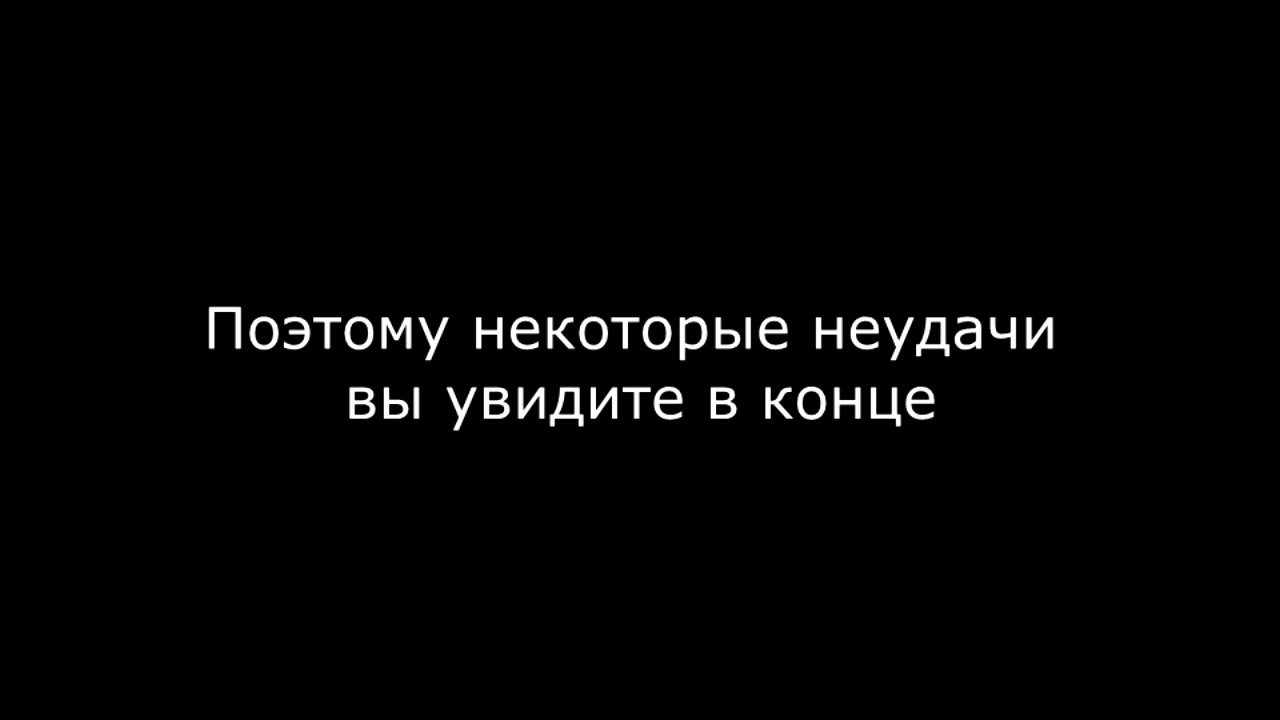 Поэтому некоторые неудачи
вы увидите в конце